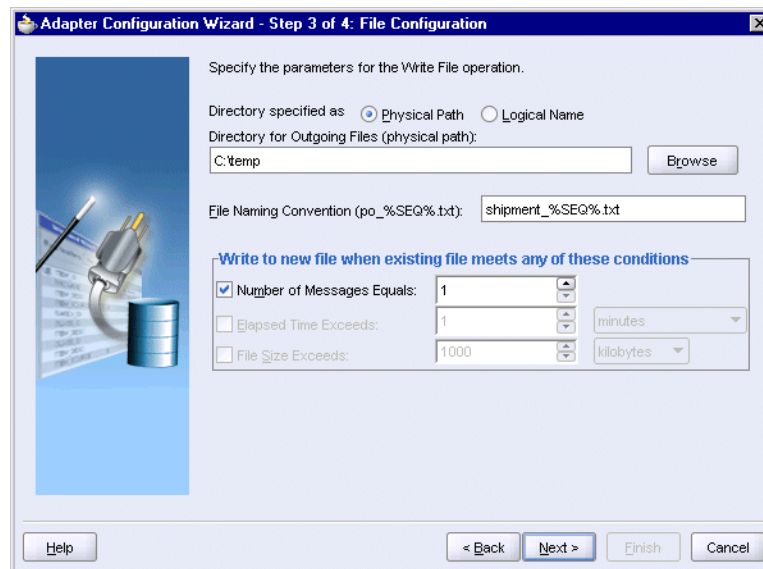 Adapter Configuration Wizard - Step 3 of 4: File Configuration
Specify the parameters for the Write File operation.
Directory specified as Physical Path Logical Name
Directory for Outgoing Files (physical path):
C:\temp Browse
File Naming Convention (po_%SEQ%.txt): shipment_%SEQ%.txt
Write to new file when existing file meets any of these conditions
Number of Messages Equals: 1
Elapsed Time Exceeds: 1 minutes
File Size Exceeds: 1000 kilobytes
Help < Back Next > Finish Cancel